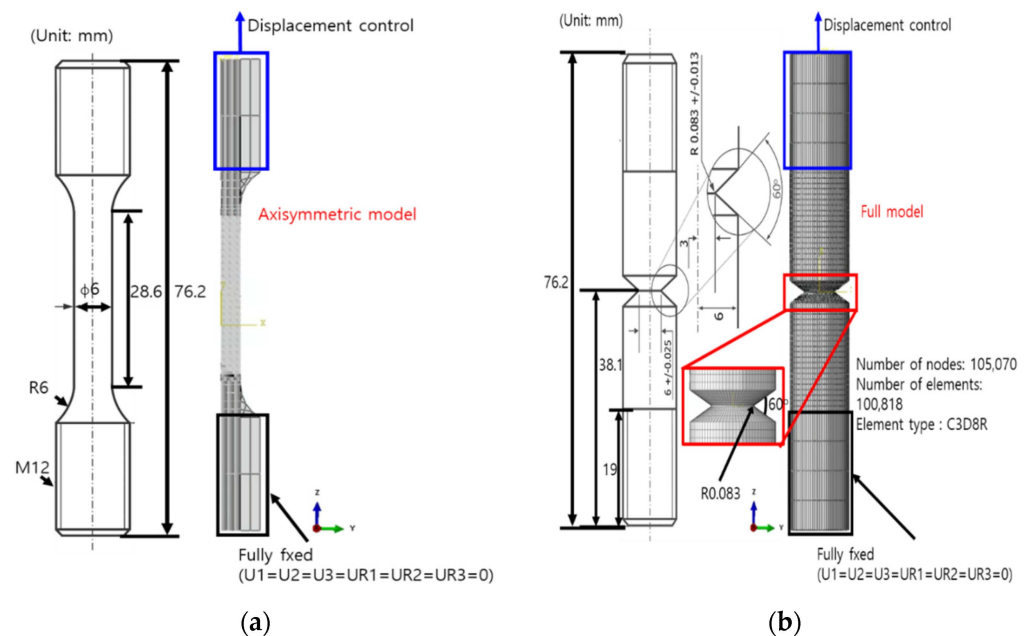 (Unit: mm)
Displacement control
Axisymmetric model
ϕ6
28.6
76.2
R6
M12
Z
Y
X
Fully fxed
(U1=U2=U3=UR1=UR2=UR3=0)
(a)
(Unit: mm)
Displacement control
R 0.083 +/-0.013
60°
3
6
Full model
76.2
38.1
6 +/-0.025
19
60°
R0.083
Number of nodes: 105,070
Number of elements:
100,818
Element type : C3D8R
Z
Y
Fully fxed
(U1=U2=U3=UR1=UR2=UR3=0)
(b)